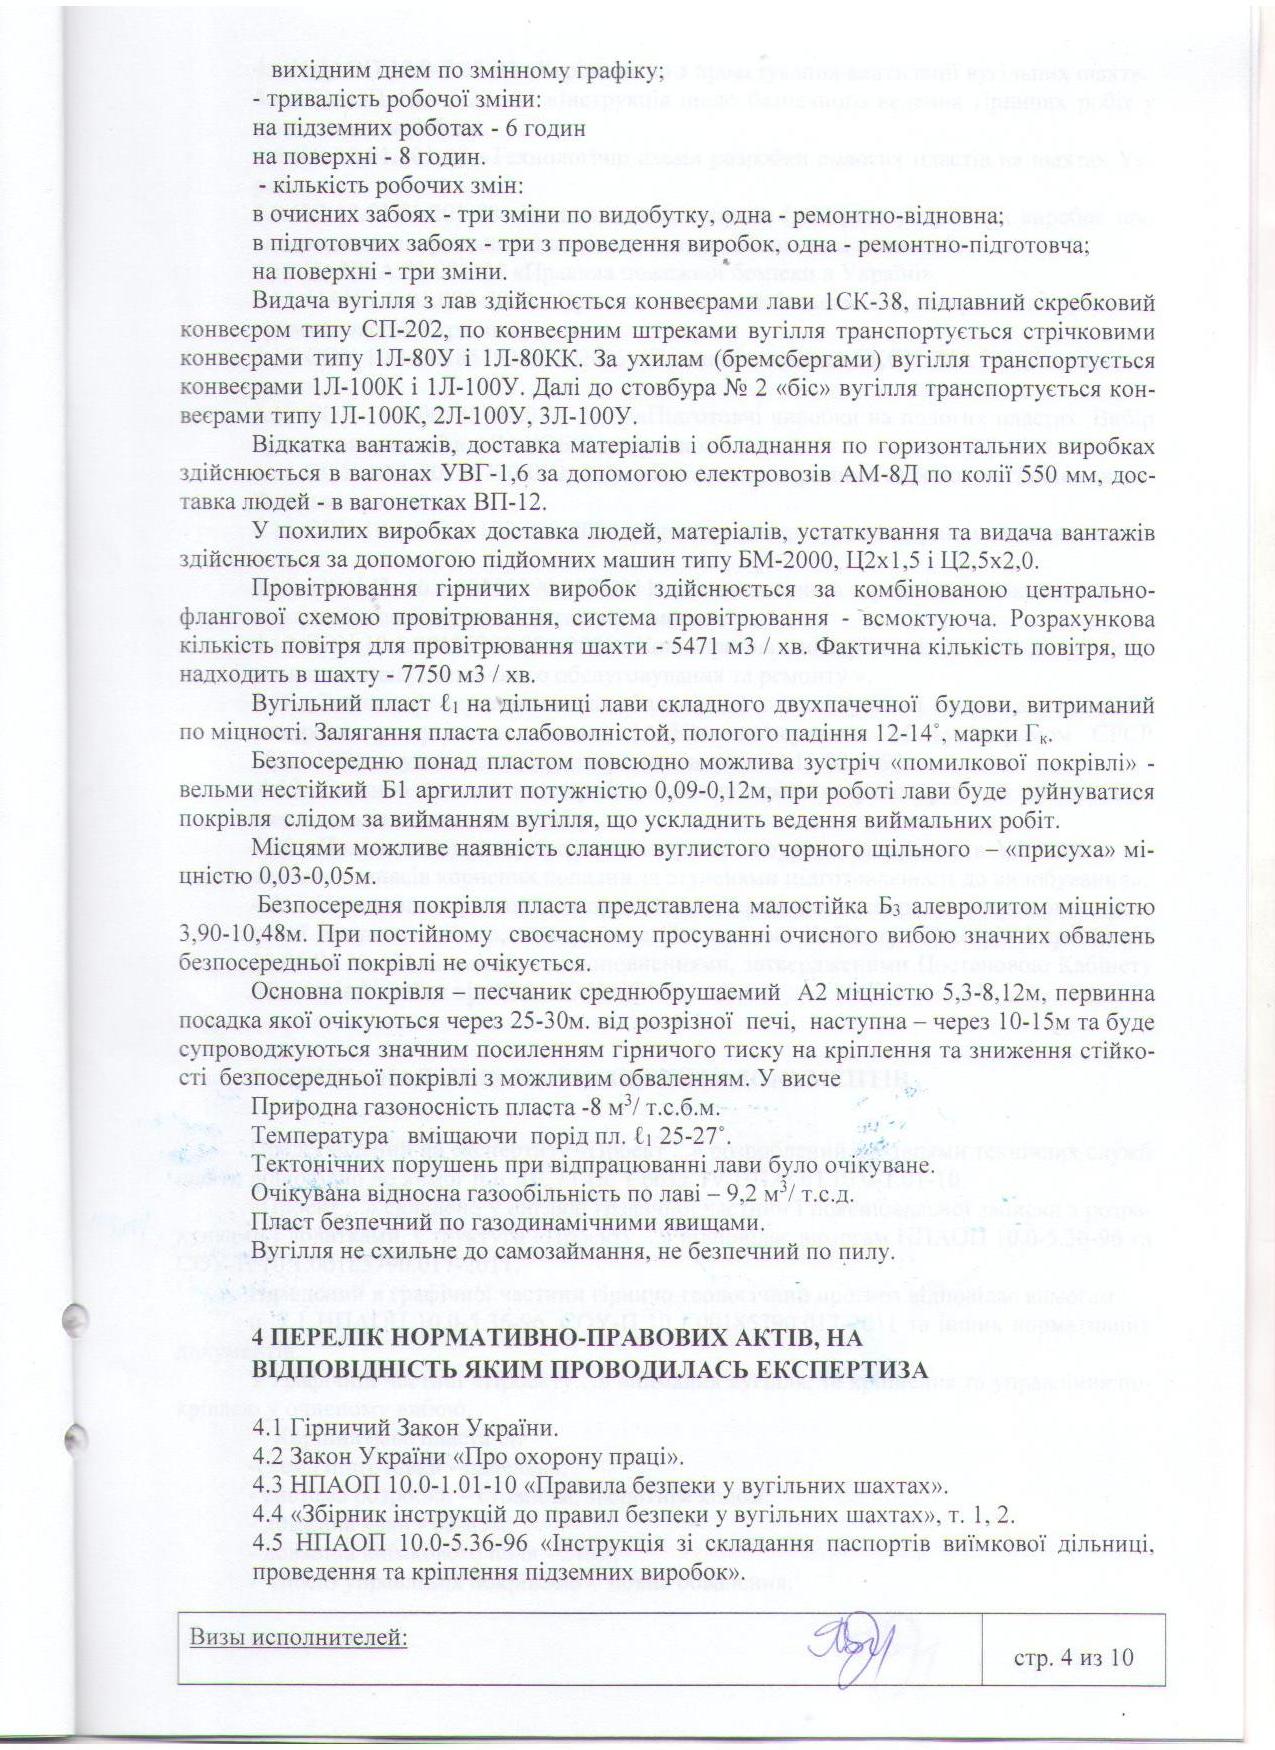 вихідним днем по змінному графіку;
- тривалість робочої зміни:
на підземних роботах - 6 годин
на поверхні - 8 годин.
- кількість робочих змін:
в очисних забоях - три зміни по видобутку, одна - ремонтно-відновна;
в підготовчих забоях - три з проведення виробок, одна - ремонтно-підготовча;
на поверхні - три зміни.
Видача вугілля з лав здійснюється конвеєрами лави 1СК-38, підлавний скребковий
конвеєром типу СП-202, по конвеєрним штреками вугілля транспортується стрічковими
конвеєрами типу 1Л-80У і 1Л-80КК. За ухилам (бремсбергами) вугілля транспортується
конвеєрами 1Л-100К і 1Л-100У. Далі до стовбура № 2 «біс» вугілля транспортується кон-
веєрами типу 1Л-100К, 2Л-100У, 3Л-100У.
Відкатка вантажів, доставка матеріалів і обладнання по горизонтальних виробках
здійснюється в вагонах УВГ-1,6 за допомогою електровозів АМ-8Д по колії 550 мм, дос-
тавка людей - в вагонетках ВП-12.
У похилих виробках доставка людей, матеріалів, устаткування та видача вантажів
здійснюється за допомогою підйомних машин типу БМ-2000, Ц2х1,5 і Ц2,5х2,0.
Провітрювання гірничих виробок здійснюється за комбінованою центрально-
флангової схемою провітрювання, система провітрювання - всмоктуюча. Розрахункова
кількість повітря для провітрювання шахти - 5471 м3 / хв. Фактична кількість повітря, що
надходить в шахту - 7750 м3 / хв.
Вугільний пласт ℓ₁ на дільниці лави складного двухпачечної будови, витриманий
по міцності. Залягання пласта слабоволністой, пологого падіння 12-14˚, марки Гк.
Безпосередню понад пластом повсюдно можлива зустріч «помилкової покрівлі» -
вельми нестійкий Б1 аргиллит потужністю 0,09-0,12м, при роботі лави буде руйнуватися
покрівля слідом за вийманням вугілля, що ускладнить ведення виймальних робіт.
Місцями можливе наявність сланцю вуглистого чорного щільного – «присуха» мі-
цністю 0,03-0,05м.
Безпосередня покрівля пласта представлена малостійка Б₃ алевролитом міцністю
3,90-10,48м. При постійному своєчасному просуванні очисного вибою значних обвалень
безпосередньої покрівлі не очікується.
Основна покрівля – песчаник среднюбрушаемий А2 міцністю 5,3-8,12м, первинна
посадка якої очікуються через 25-30м. від розрізної печі, наступна – через 10-15м та буде
супроводжуються значним посиленням гірничого тиску на кріплення та зниження стійко-
сті безпосередньої покрівлі з можливим обваленням. У висче
Природна газоносність пласта -8 м³/ т.с.б.м.
Температура вміщаючи порід пл. ℓ₁ 25-27˚.
Тектонічних порушень при відпрацюванні лави було очікуване.
Очікувана відносна газообільність по лаві – 9,2 м³/ т.с.д.
Пласт безпечний по газодинамічними явищами.
Вугілля не схильне до самозаймання, не безпечний по пилу.
4 ПЕРЕЛІК НОРМАТИВНО-ПРАВОВИХ АКТІВ, НА
ВІДПОВІДНІСТЬ ЯКИМ ПРОВОДИЛАСЬ ЕКСПЕРТИЗА
4.1 Гірничий Закон України.
4.2 Закон України «Про охорону праці».
4.3 НПАОП 10.0-1.01-10 «Правила безпеки у вугільних шахтах».
4.4 «Збірник інструкцій до правил безпеки у вугільних шахтах», т. 1, 2.
4.5 НПАОП 10.0-5.36-96 «Інструкція зі складання паспортів виїмкової дільниці,
проведення та кріплення підземних виробок».
Визы исполнителей:
стр. 4 из 10